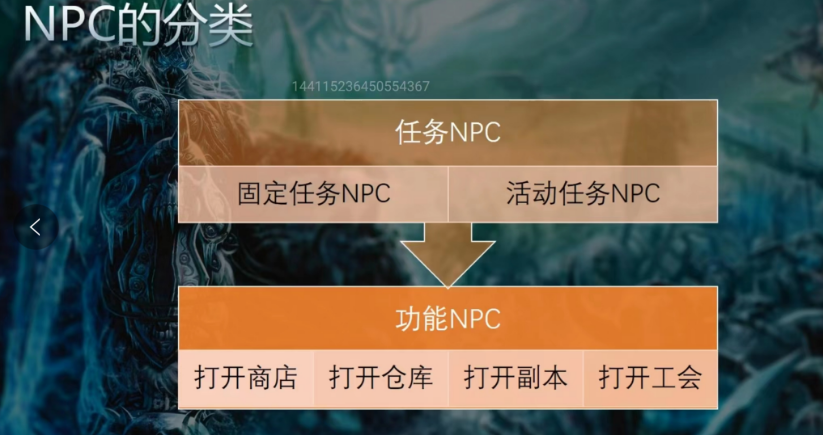 NPC的分类
144115236450554367
任务NPC
固定任务NPC 活动任务NPC
功能NPC
打开商店 打开仓库 打开副本 打开工会